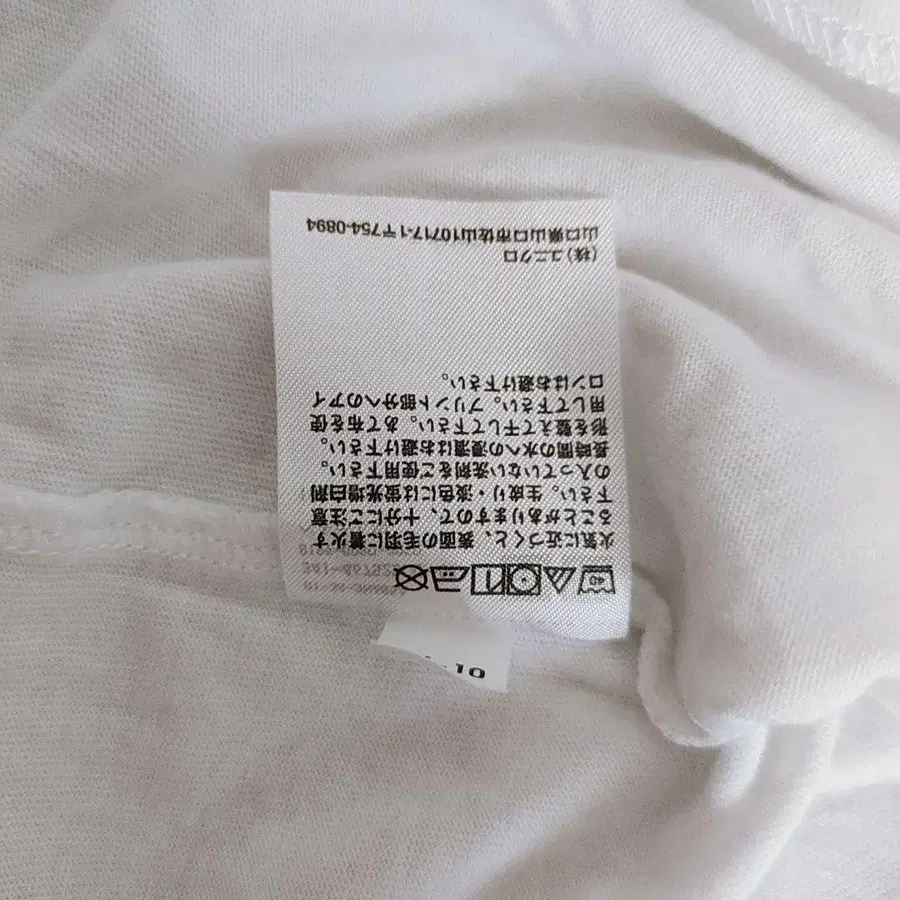 40
火気に近づくと、表面の毛羽に着火す
ることがありますので、十分にご注意
下さい。生成り・淡色には蛍光増白剤
の入っていない洗剤をご使用下さい。
長時間の水への浸漬はお避け下さい。
形を整えて干して下さい。あて布を使
用して下さい。プリント部分へのアイ
ロンはお避け下さい。
(株)ユニクロ
山口県山口市佐山10717-1〒754-0894